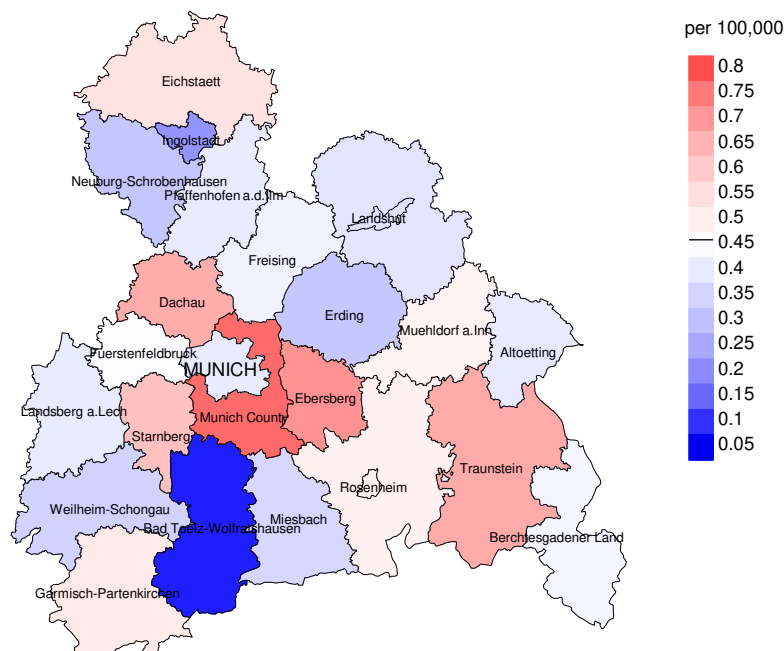 per 100,000
0.8
0.75
0.7
0.65
0.6
0.55
0.5
0.45
0.4
0.35
0.3
0.25
0.2
0.15
0.1
0.05
Eichstaett
Ingolstadt
Neuburg-Schrobenhausen
Pfaffenhofen a.d.Ilm
Landshut
Freising
Dachau
Erding
Muehldorf a.Inn
Fuerstenfeldbruck
Altoetting
MUNICH
Ebersberg
Landsberg a.Lech
Munich County
Starnberg
Traunstein
Rosenheim
Weilheim-Schongau
Miesbach
Bad Toelz-Wolfratshausen
Berchtesgadener Land
Garmisch-Partenkirchen